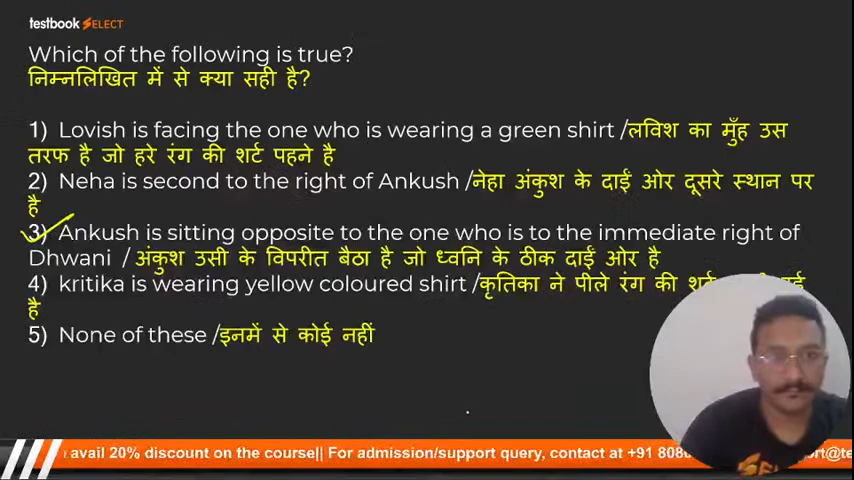 testbook SELECT
Which of the following is true?
निम्नलिखित में से क्या सही है?
1) Lovish is facing the one who is wearing a green shirt /लविश का मुँह उस
तरफ है जो हरे रंग की शर्ट पहने है
2) Neha is second to the right of Ankush /नेहा अंकुश के दाईं ओर दूसरे स्थान पर
है
3) Ankush is sitting opposite to the one who is to the immediate right of
Dhwani / अंकुश उसी के विपरीत बैठा है जो ध्वनि के ठीक दाईं ओर है
4) kritika is wearing yellow coloured shirt /कृतिका ने पीले रंग की
है
5) None of these /इनमें से कोई नहीं
avail 20% discount on the course|| For admission/support query, contact at +91